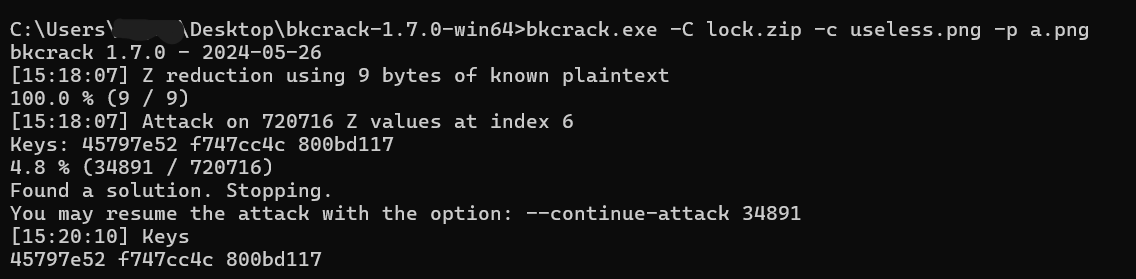 C:\Users\ \Desktop\bkcrack-1.7.0-win64>bkcrack.exe -C lock.zip -c useless.png -p a.png
bkcrack 1.7.0 - 2024-05-26
[15:18:07] Z reduction using 9 bytes of known plaintext
100.0 % (9 / 9)
[15:18:07] Attack on 720716 Z values at index 6
Keys: 45797e52 f747cc4c 800bd117
4.8 % (34891 / 720716)
Found a solution. Stopping.
You may resume the attack with the option: --continue-attack 34891
[15:20:10] Keys
45797e52 f747cc4c 800bd117